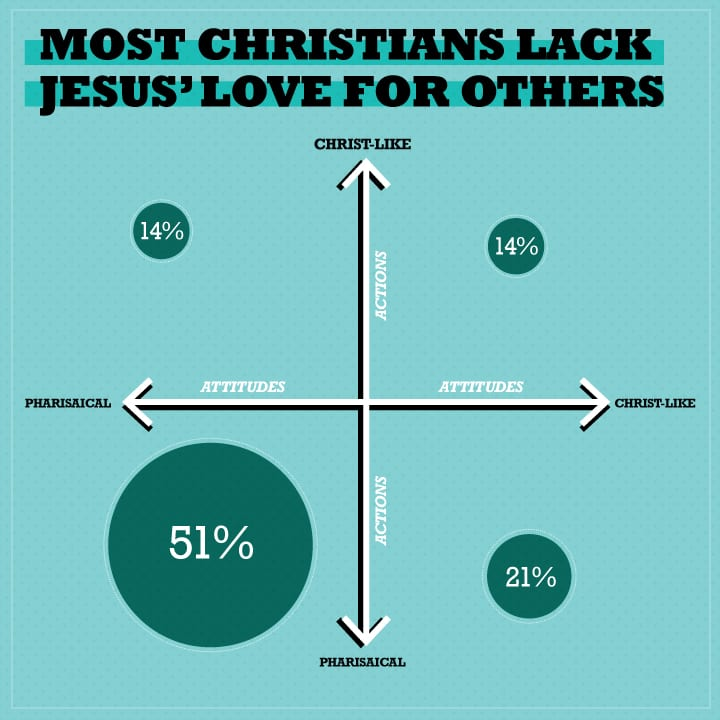 MOST CHRISTIANS LACK
JESUS’ LOVE FOR OTHERS
CHRIST-LIKE
14%
14%
ACTIONS
ATTITUDES
ATTITUDES
PHARISAICAL
CHRIST-LIKE
ACTIONS
51%
21%
PHARISAICAL